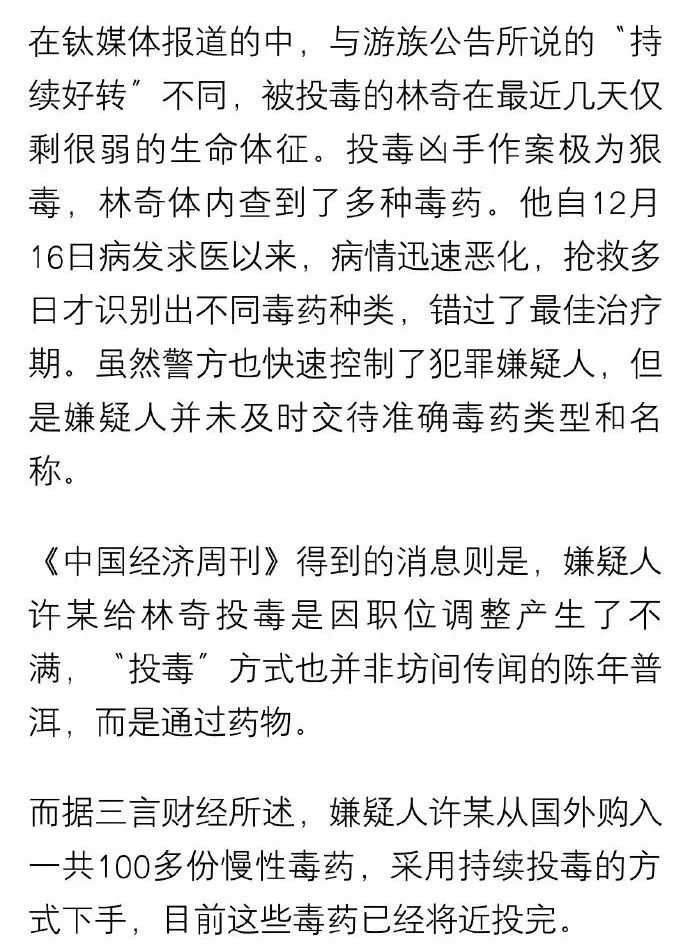 在钛媒体报道的中，与游族公告所说的〝持
续好转〞不同，被投毒的林奇在最近几天仅
剩很弱的生命体征。投毒凶手作案极为狠
毒，林奇体内查到了多种毒药。他自12月
16日病发求医以来，病情迅速恶化，抢救多
日才识别出不同毒药种类，错过了最佳治疗
期。虽然警方也快速控制了犯罪嫌疑人，但
是嫌疑人并未及时交待准确毒药类型和名
称。
《中国经济周刊》得到的消息则是，嫌疑人
许某给林奇投毒是因职位调整产生了不
满，〝投毒〞方式也并非坊间传闻的陈年普
洱，而是通过药物。
而据三言财经所述，嫌疑人许某从国外购入
一共100多份慢性毒药，采用持续投毒的方
式下手，目前这些毒药已经将近投完。